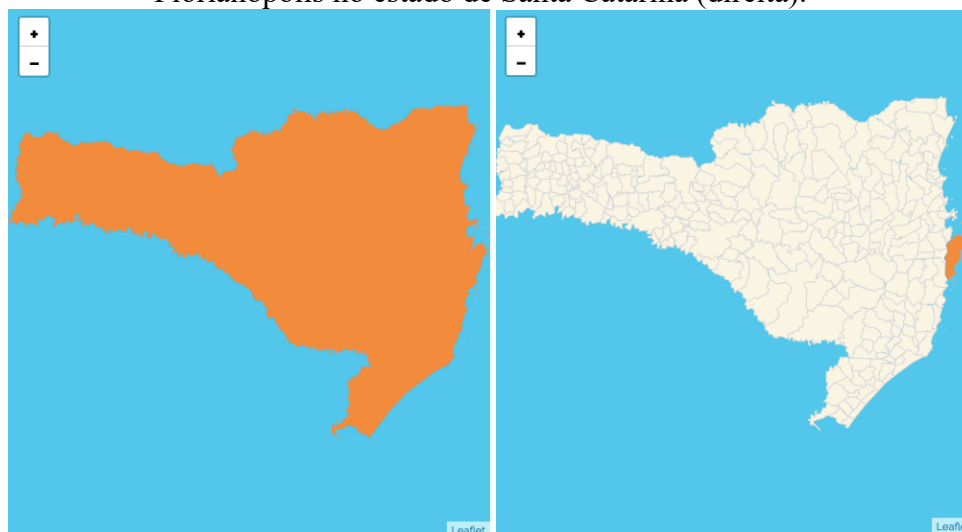 Florianópolis no estado de Santa Catarina (direita).
+
−
+
−
Leaflet
Leafle